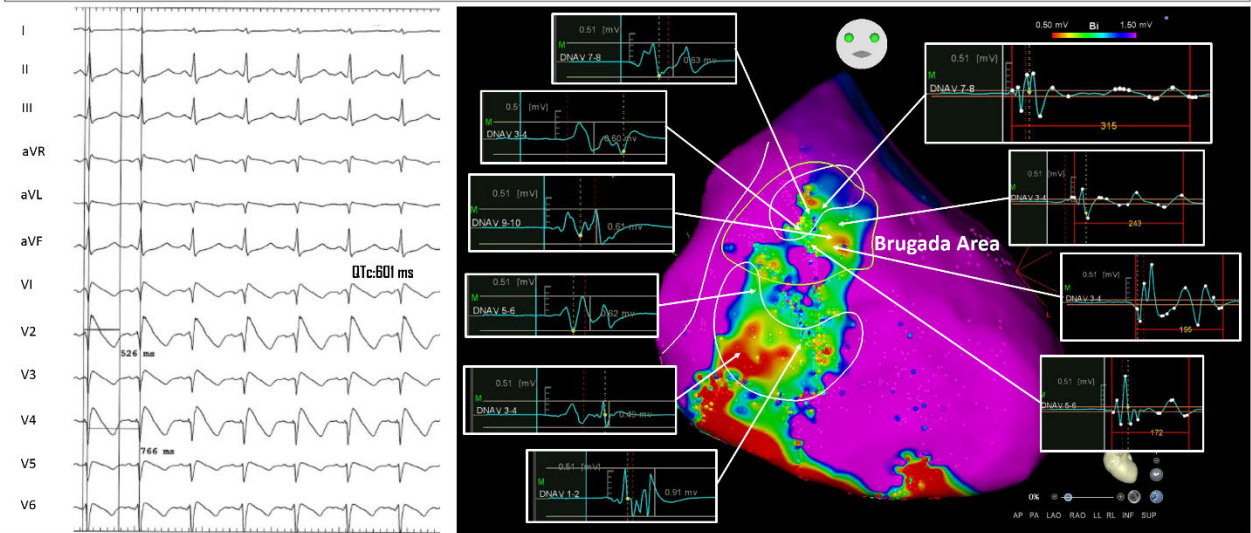 I
II
III
aVR
aVL
aVF
QTc:601 ms
V1
V2
526 ms
V3
V4
766 ms
V5
V6
0.51 [mV]
M
DNAV 7-8
0.63 mv
0.5 [mV]
M
DNAV 3-4
0.60 mv
0.51 [mV]
M
DNAV 9-10
0.61 mv
0.51 [mV]
M
DNAV 5-6
0.62 mv
0.51 [mV]
M
DNAV 3-4
0.49 mv
0.51 [mV]
M
DNAV 1-2
0.91 mv
0.50 mV Bi 1.50 mV
0.51 [mV]
M
DNAV 7-8
315
0.51 [mV]
M
DNAV 3-4
243
Brugada Area
0.51 [mV]
M
DNAV 3-4
195
L
0.51 [mV]
M
DNAV 5-6
172
0%
AP PA LAO RAO LL RL INF SUP